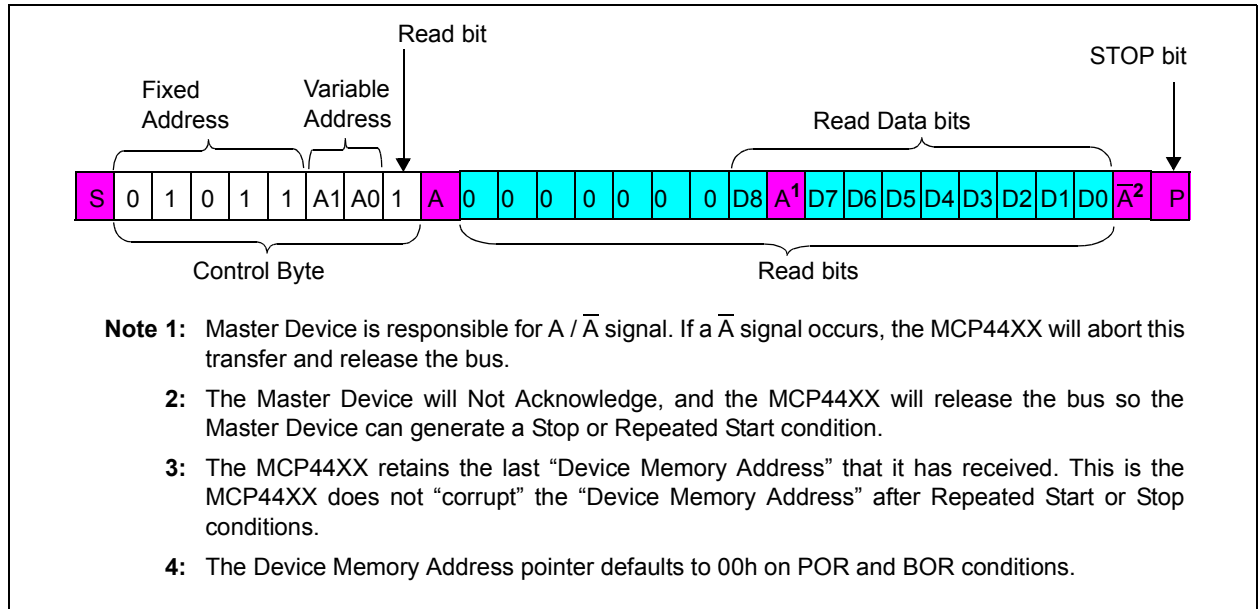 Read bit
STOP bit
Fixed Address
Variable Address
Read Data bits
S 0 1 0 1 1 A1 A0 1 A 0 0 0 0 0 0 0 D8 A¹ D7 D6 D5 D4 D3 D2 D1 D0 A̅² P
Control Byte
Read bits
Note 1: Master Device is responsible for A / A̅ signal. If a A̅ signal occurs, the MCP44XX will abort this
transfer and release the bus.
2: The Master Device will Not Acknowledge, and the MCP44XX will release the bus so the
Master Device can generate a Stop or Repeated Start condition.
3: The MCP44XX retains the last “Device Memory Address” that it has received. This is the
MCP44XX does not “corrupt” the “Device Memory Address” after Repeated Start or Stop
conditions.
4: The Device Memory Address pointer defaults to 00h on POR and BOR conditions.